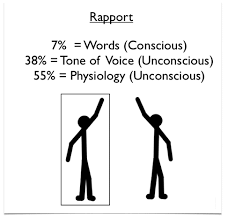 Rapport
7% = Words (Conscious)
38% = Tone of Voice (Unconscious)
55% = Physiology (Unconscious)